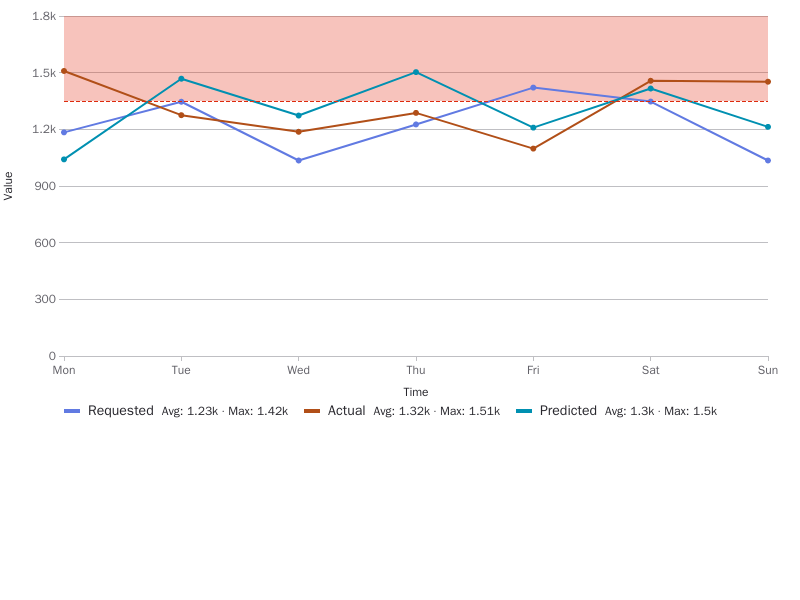 1.8k
1.5k
1.2k
900
600
300
0
Value
Mon Tue Wed Thu Fri Sat Sun
Time
Requested Avg: 1.23k · Max: 1.42k Actual Avg: 1.32k · Max: 1.51k Predicted Avg: 1.3k · Max: 1.5k